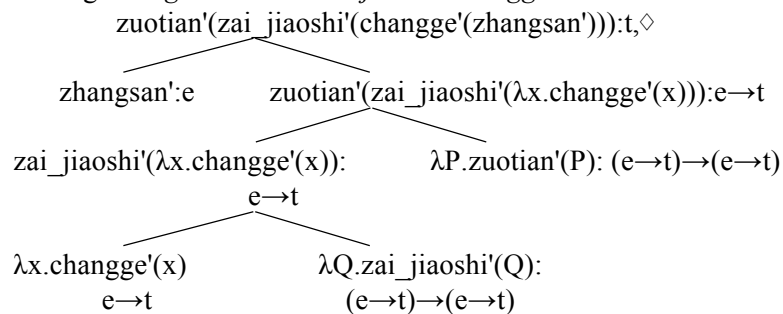 zuotian'(zai_jiaoshi'(changge'(zhangsan'))):t,◇
zhangsan':e zuotian'(zai_jiaoshi'(λx.changge'(x))):e→t
zai_jiaoshi'(λx.changge'(x)): λP.zuotian'(P): (e→t)→(e→t)
e→t
λx.changge'(x) λQ.zai_jiaoshi'(Q):
e→t (e→t)→(e→t)